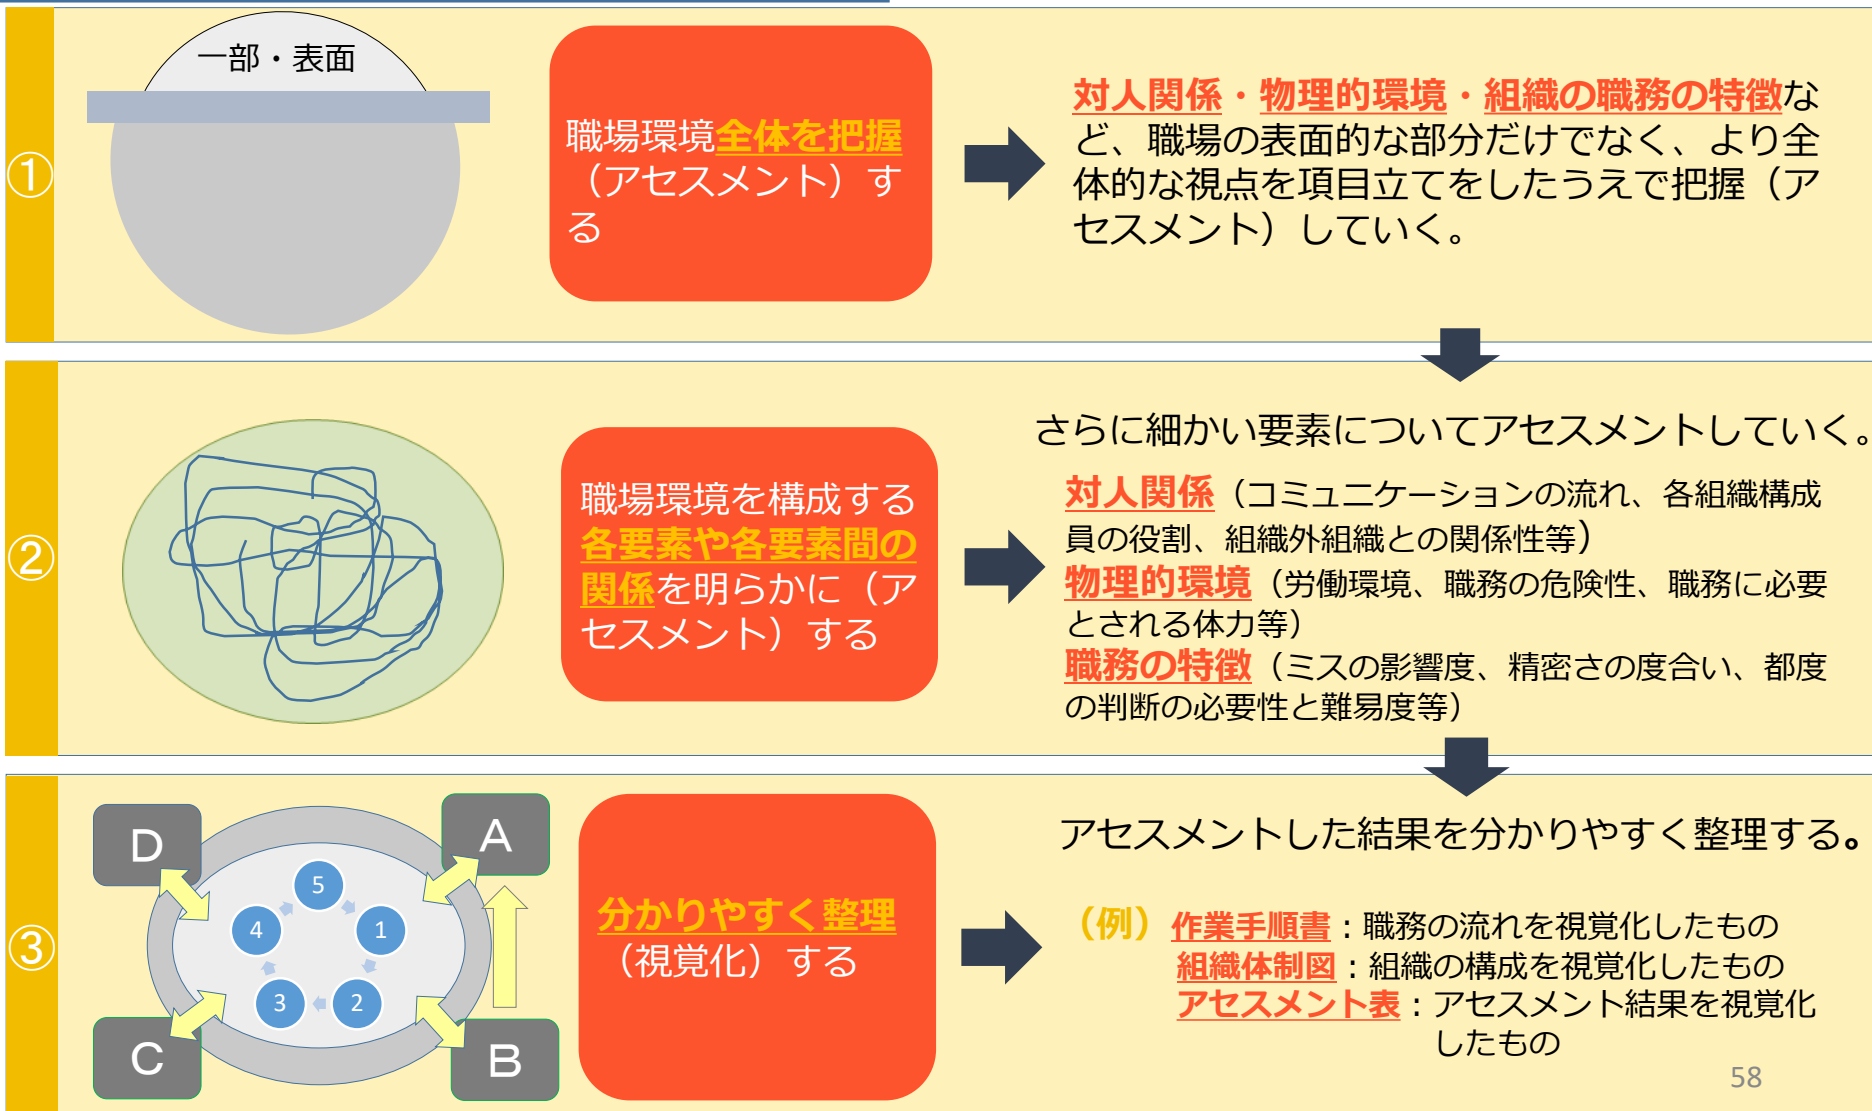 ①
一部・表面
職場環境全体を把握
（アセスメント）す
る
対人関係・物理的環境・組織の職務の特徴な
ど、職場の表面的な部分だけでなく、より全
体的な視点を項目立てをしたうえで把握（ア
セスメント）していく。
②
職場環境を構成する
各要素や各要素間の
関係を明らかに（ア
セスメント）する
さらに細かい要素についてアセスメントしていく。
対人関係（コミュニケーションの流れ、各組織構成
員の役割、組織外組織との関係性等）
物理的環境（労働環境、職務の危険性、職務に必要
とされる体力等）
職務の特徴（ミスの影響度、精密さの度合い、都度
の判断の必要性と難易度等）
③
D
A
5
4
1
3
2
C
B
分かりやすく整理
（視覚化）する
アセスメントした結果を分かりやすく整理する。
（例）作業手順書：職務の流れを視覚化したもの
組織体制図：組織の構成を視覚化したもの
アセスメント表：アセスメント結果を視覚化
したもの
58